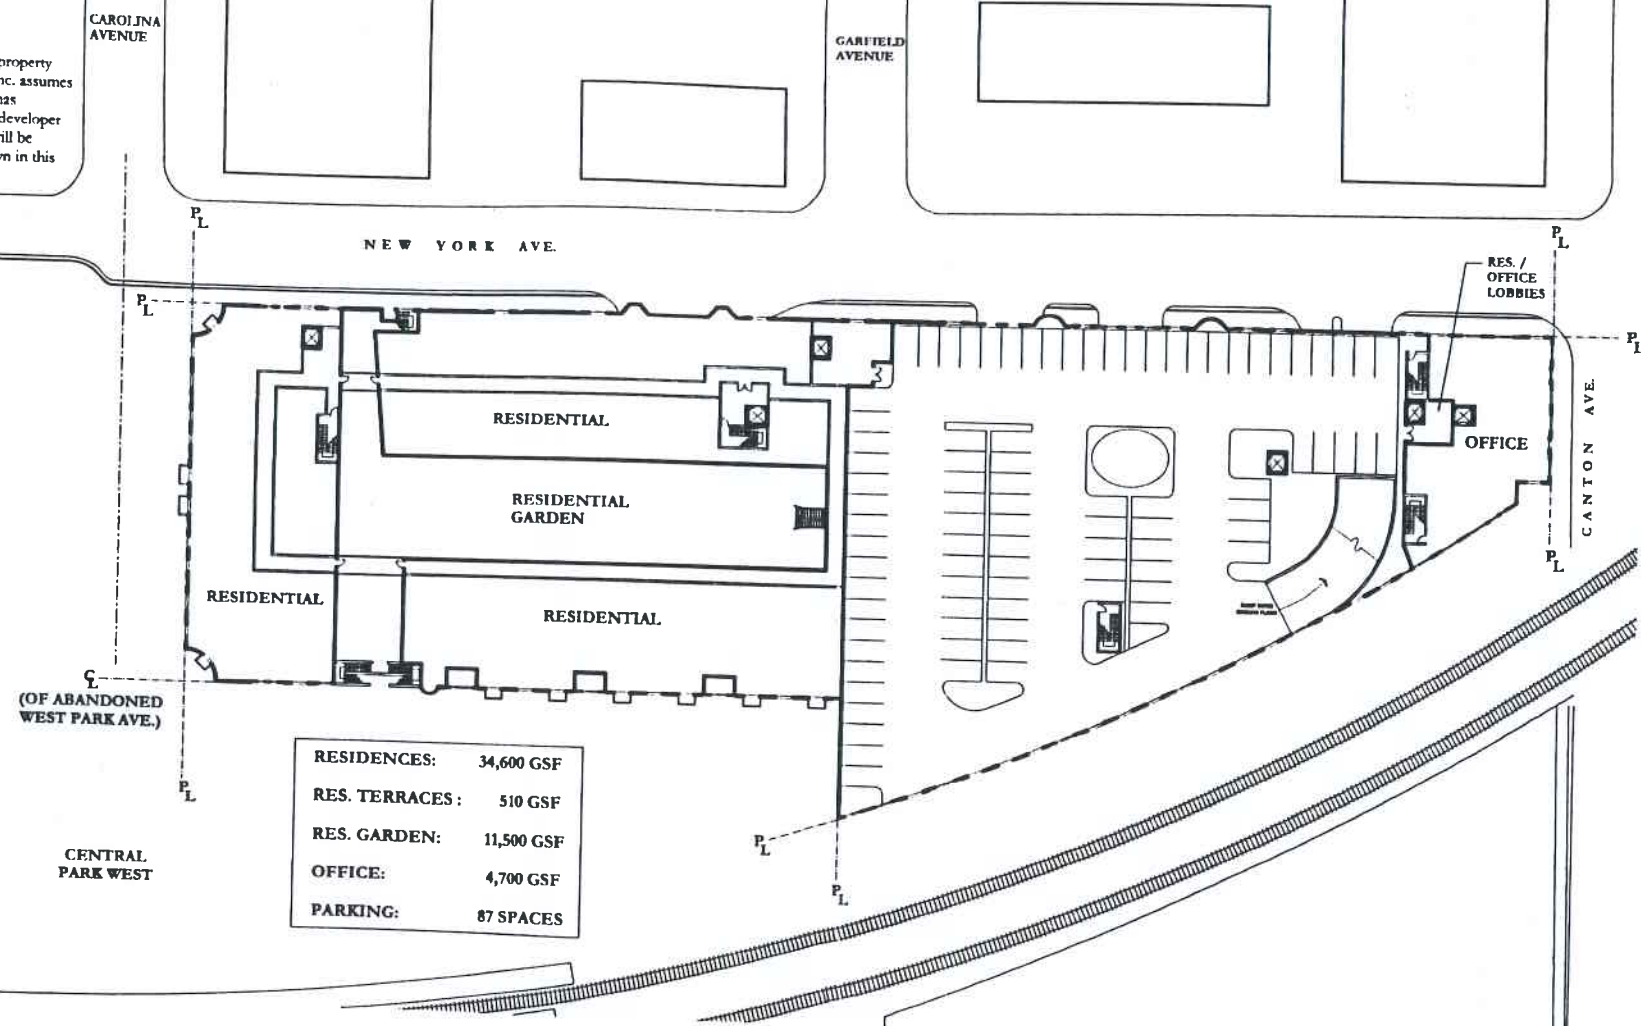 CAROLINA
AVENUE
property
nc. assumes
has
developer
will be
wn in this
GARFIELD
AVENUE
PL
NEW YORK AVE.
PL
RES. /
OFFICE
LOBBIES
PL
PL
RESIDENTIAL
OFFICE
CANTON AVE.
RESIDENTIAL
GARDEN
PL
RESIDENTIAL
RESIDENTIAL
CL
(OF ABANDONED
WEST PARK AVE.)
PL
RESIDENCES: 34,600 GSF
RES. TERRACES: 510 GSF
RES. GARDEN: 11,500 GSF
OFFICE: 4,700 GSF
PARKING: 87 SPACES
PL
CENTRAL
PARK WEST
PL